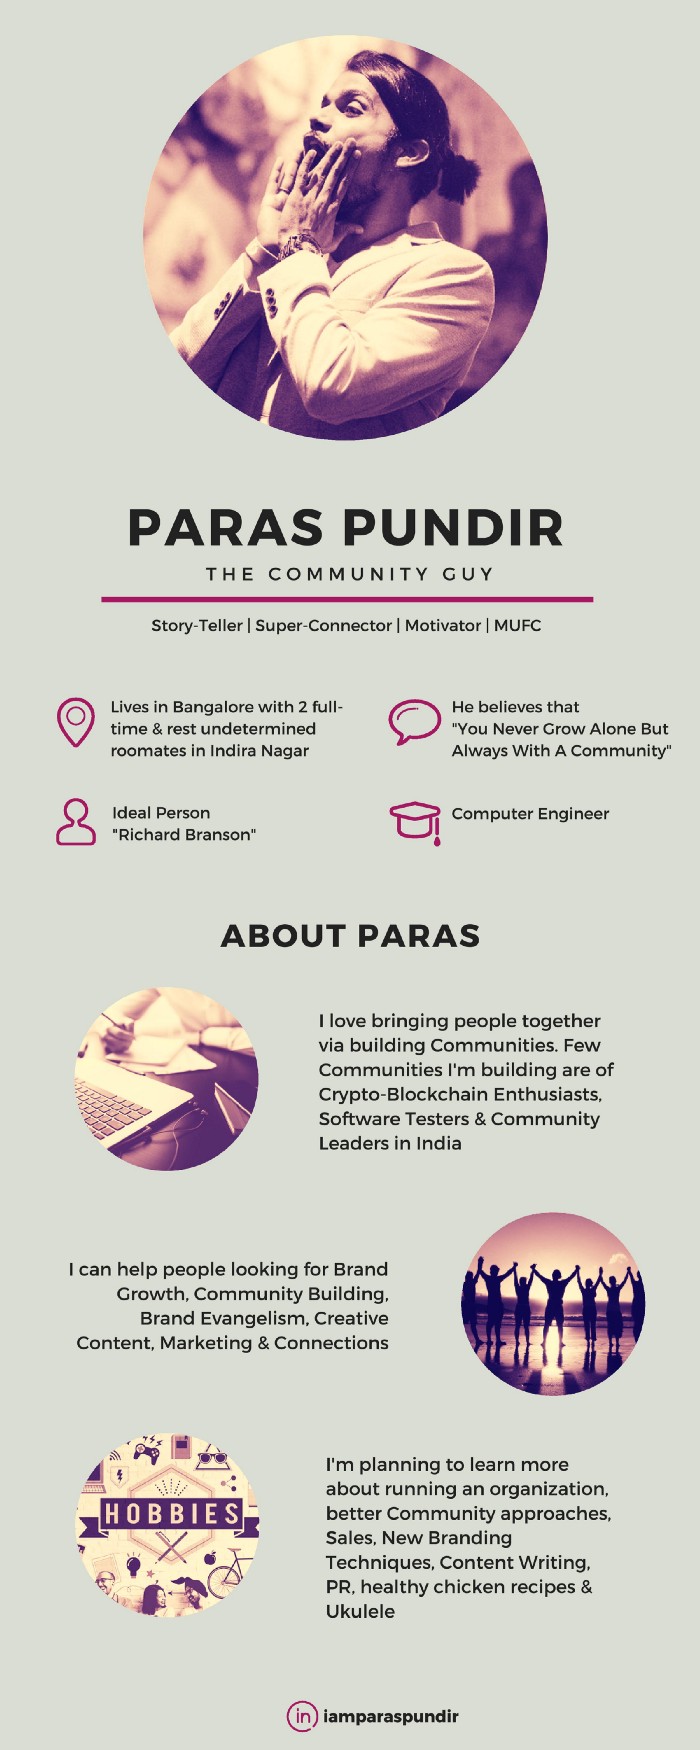 PARAS PUNDIR
THE COMMUNITY GUY
Story-Teller | Super-Connector | Motivator | MUFC
Lives in Bangalore with 2 full-
time & rest undetermined
roomates in Indira Nagar
He believes that
"You Never Grow Alone But
Always With A Community"
Ideal Person
"Richard Branson"
Computer Engineer
ABOUT PARAS
I love bringing people together
via building Communities. Few
Communities I'm building are of
Crypto-Blockchain Enthusiasts,
Software Testers & Community
Leaders in India
I can help people looking for Brand
Growth, Community Building,
Brand Evangelism, Creative
Content, Marketing & Connections
HOBBIES
I'm planning to learn more
about running an organization,
better Community approaches,
Sales, New Branding
Techniques, Content Writing,
PR, healthy chicken recipes &
Ukulele
in iamparaspundir